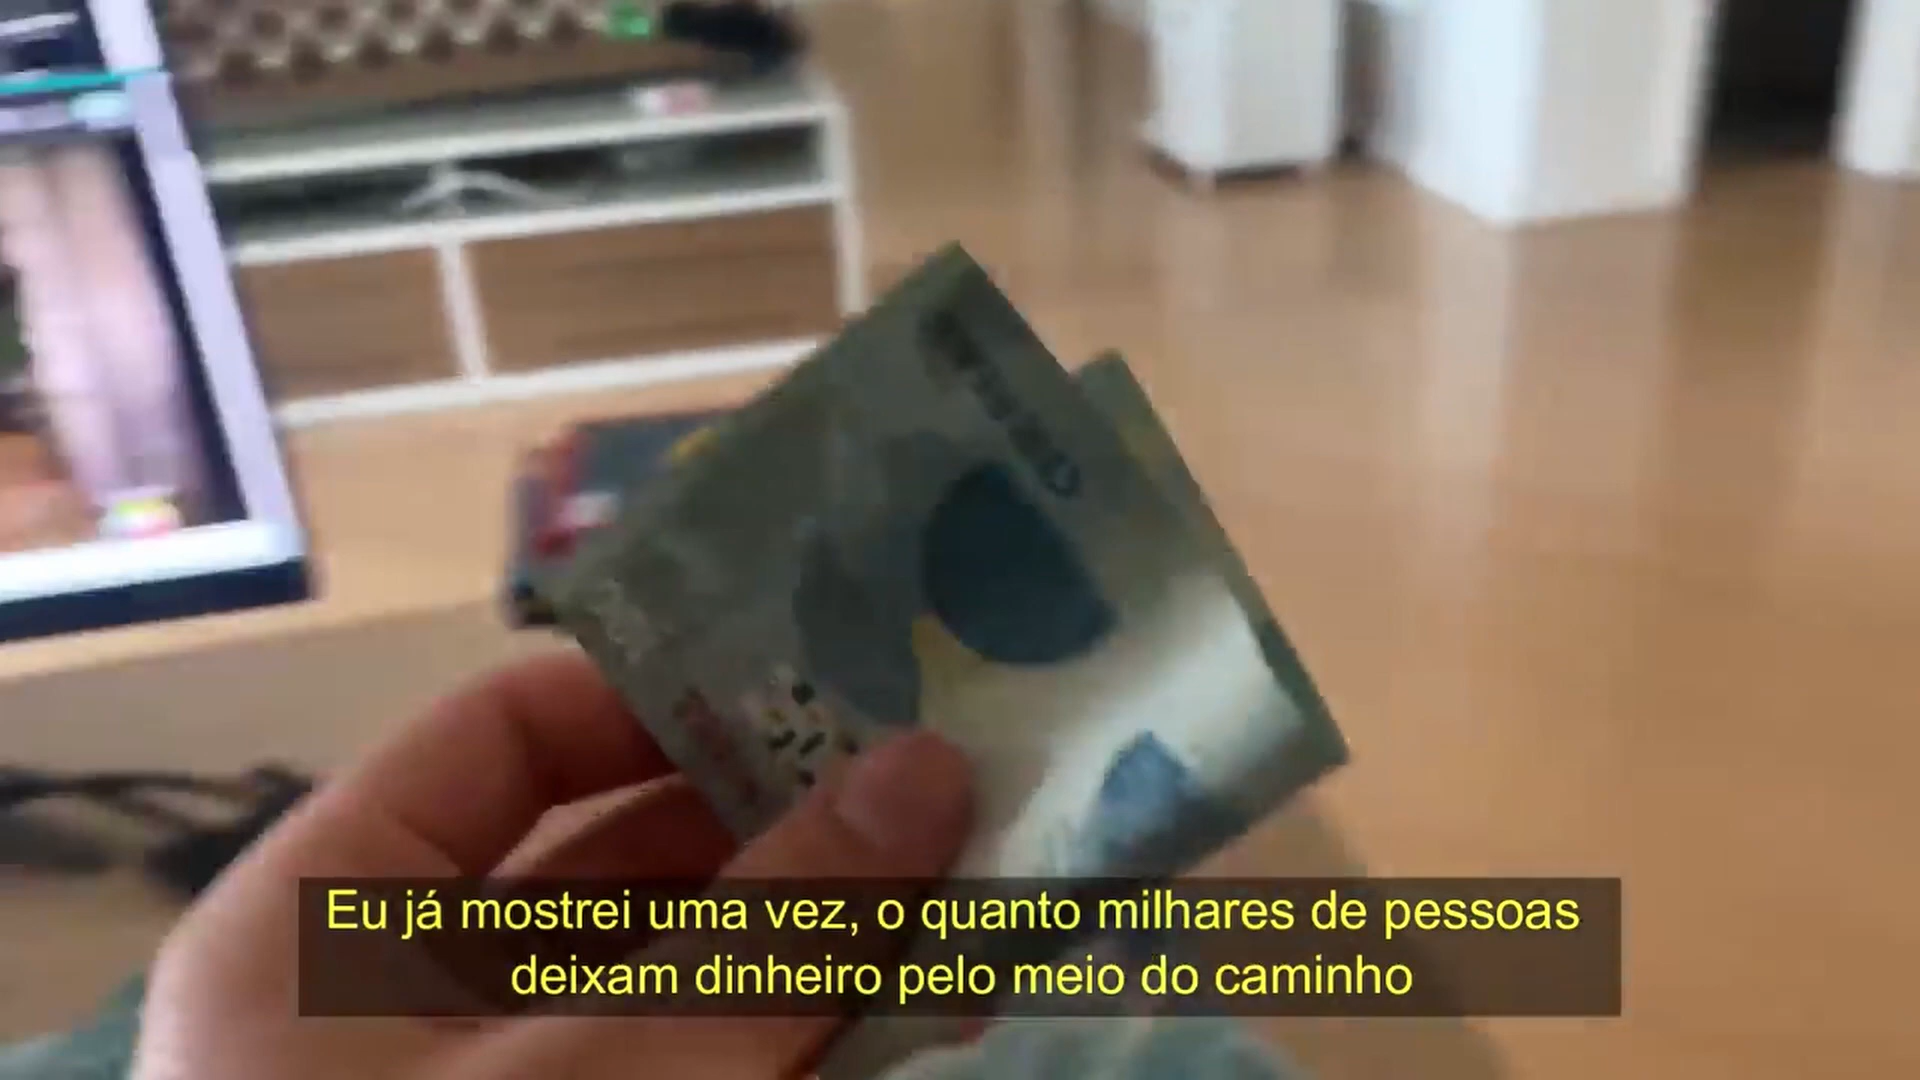 Eu já mostrei uma vez, o quanto milhares de pessoas
deixam dinheiro pelo meio do caminho